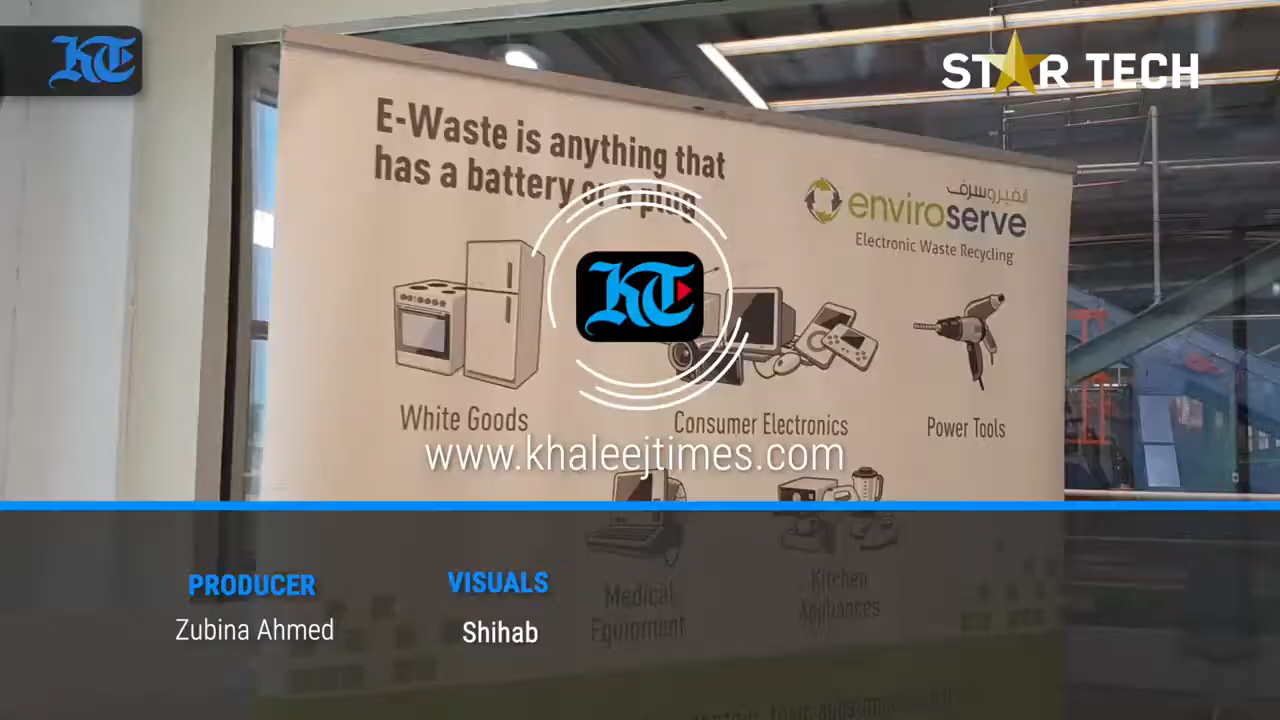 KT
STAR TECH
E-Waste is anything that
has a battery or a plug
انفيروسرف
enviroserve
Electronic Waste Recycling
KT
White Goods
Consumer Electronics
Power Tools
www.khaleejtimes.com
Medical
Equipment
Kitchen
Appliances
PRODUCER
Zubina Ahmed
VISUALS
Shihab